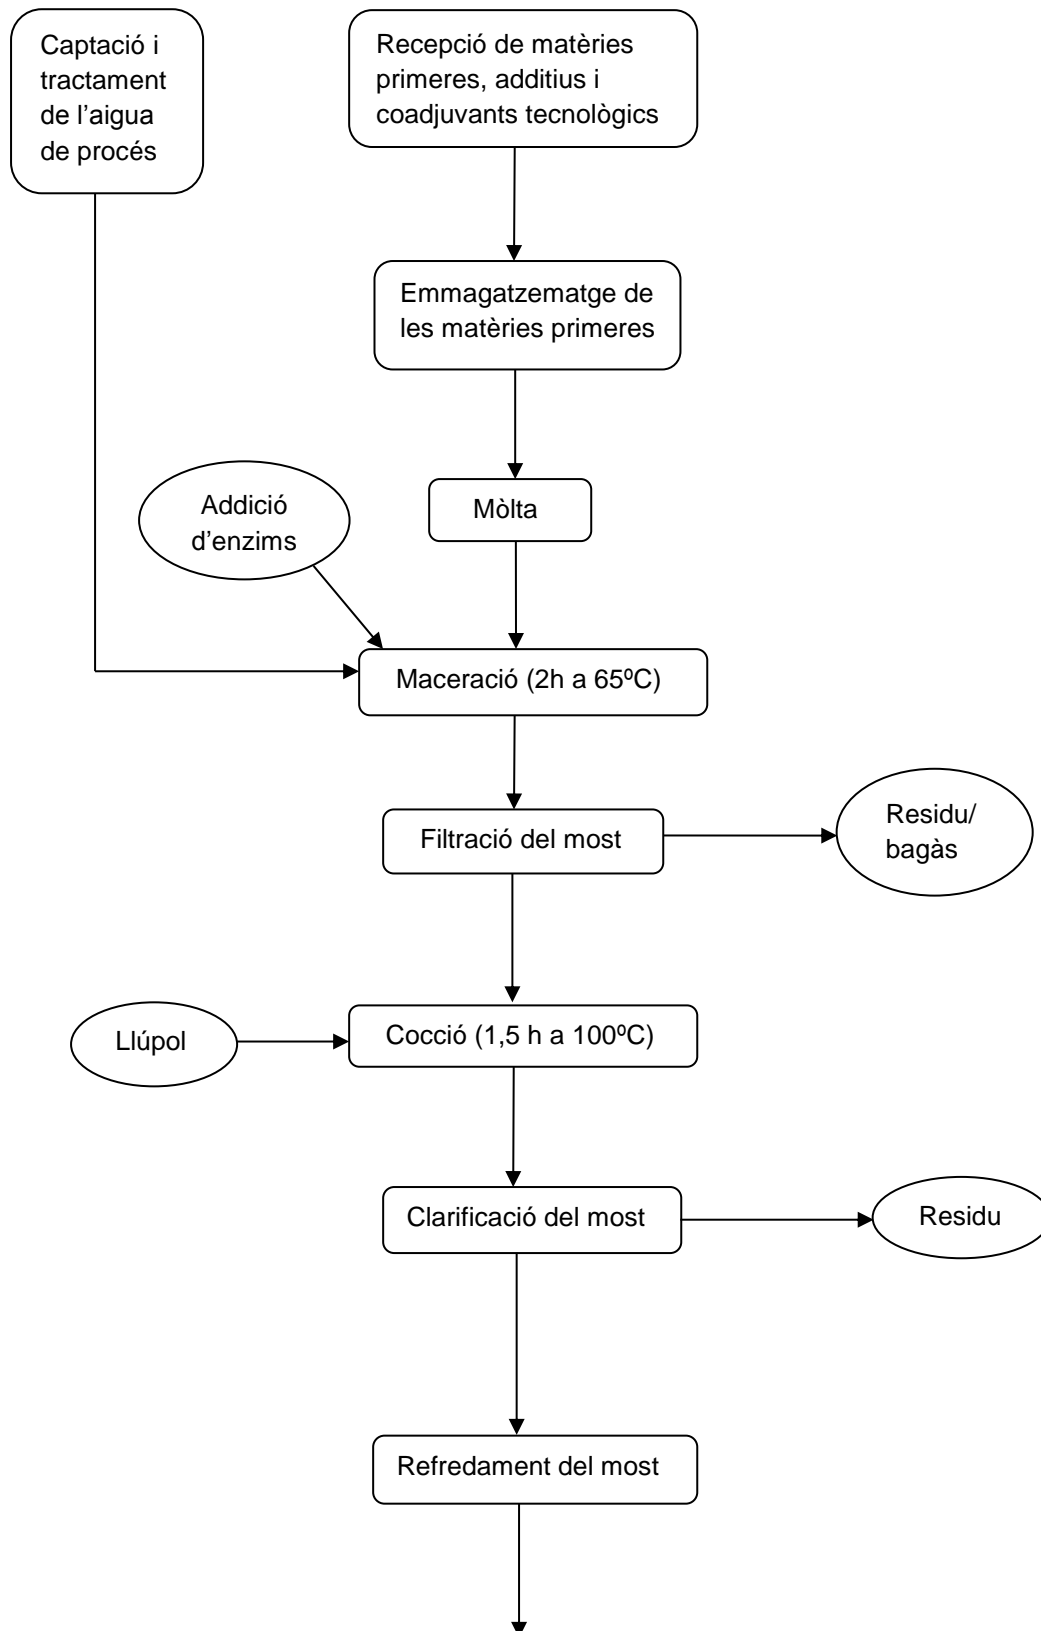 Captació i
tractament
de l’aigua
de procés
Recepció de matèries
primeres, additius i
coadjuvants tecnològics
Emmagatzematge de
les matèries primeres
Addició
d’enzims
Mòlta
Maceració (2h a 65ºC)
Filtració del most
Residu/
bagàs
Llúpol
Cocció (1,5 h a 100ºC)
Clarificació del most
Residu
Refredament del most